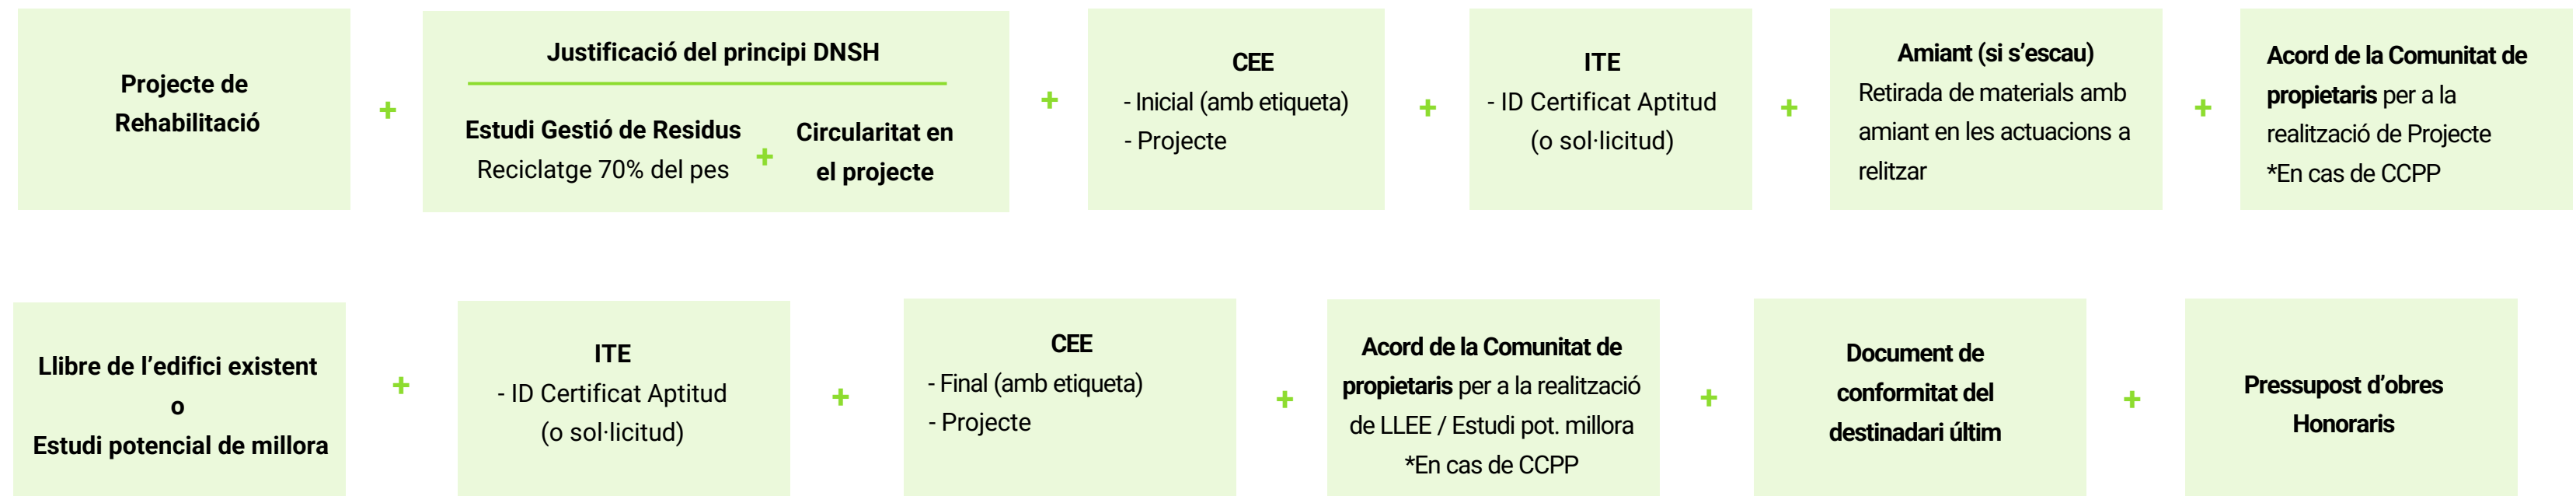 Projecte de
Rehabilitació
+
Justificació del principi DNSH
Estudi Gestió de Residus
Reciclatge 70% del pes
+
Circularitat en
el projecte
+
CEE
- Inicial (amb etiqueta)
- Projecte
+
ITE
- ID Certificat Aptitud
(o sol·licitud)
+
Amiant (si s’escau)
Retirada de materials amb
amiant en les actuacions a
relitzar
+
Acord de la Comunitat de
propietaris per a la
realització de Projecte
*En cas de CCPP
Llibre de l’edifici existent
o
Estudi potencial de millora
+
ITE
- ID Certificat Aptitud
(o sol·licitud)
+
CEE
- Final (amb etiqueta)
- Projecte
+
Acord de la Comunitat de
propietaris per a la realització
de LLEE / Estudi pot. millora
*En cas de CCPP
+
Document de
conformitat del
destinadari últim
+
Pressupost d’obres
Honoraris